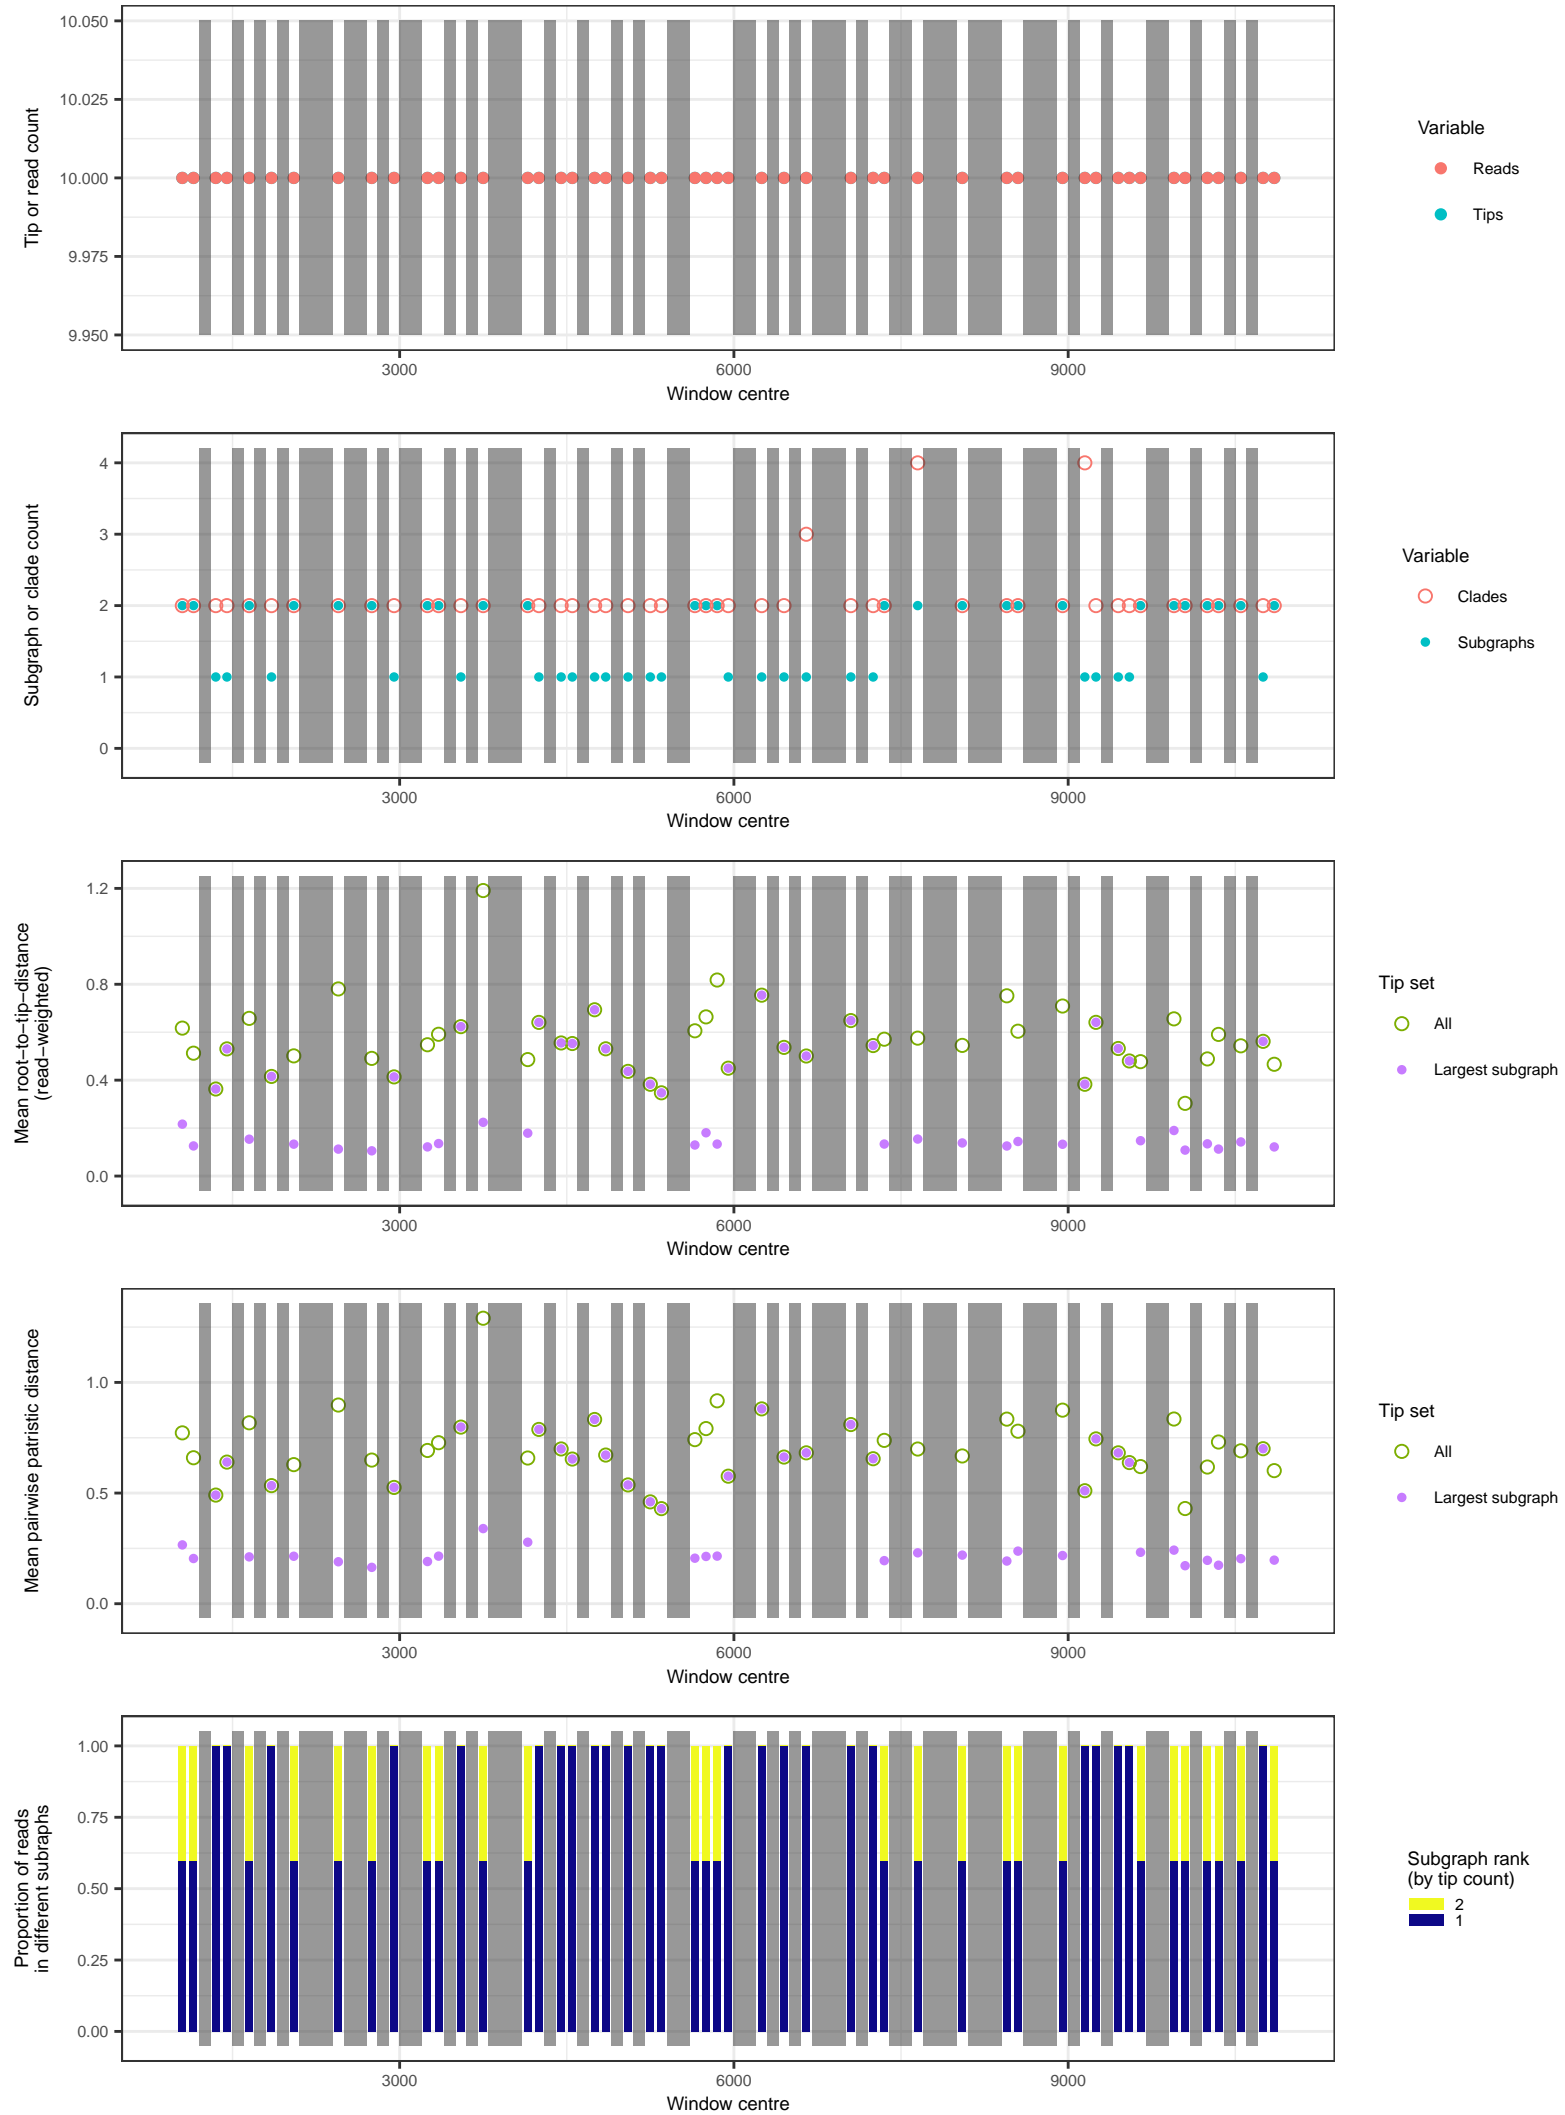 10.050
10.025
10.000
9.975
9.950
Tip or read count
3000
6000
9000
Window centre
Variable
Reads
Tips
4
3
2
1
0
Subgraph or clade count
3000
6000
9000
Window centre
Variable
Clades
Subgraphs
1.2
0.8
0.4
0.0
Mean root−to−tip−distance
(read−weighted)
3000
6000
9000
Window centre
Tip set
All
Largest subgraph
1.0
0.5
0.0
Mean pairwise patristic distance
3000
6000
9000
Window centre
Tip set
All
Largest subgraph
1.00
0.75
0.50
0.25
0.00
Proportion of reads
in different subraphs
3000
6000
9000
Window centre
Subgraph rank
(by tip count)
2
1